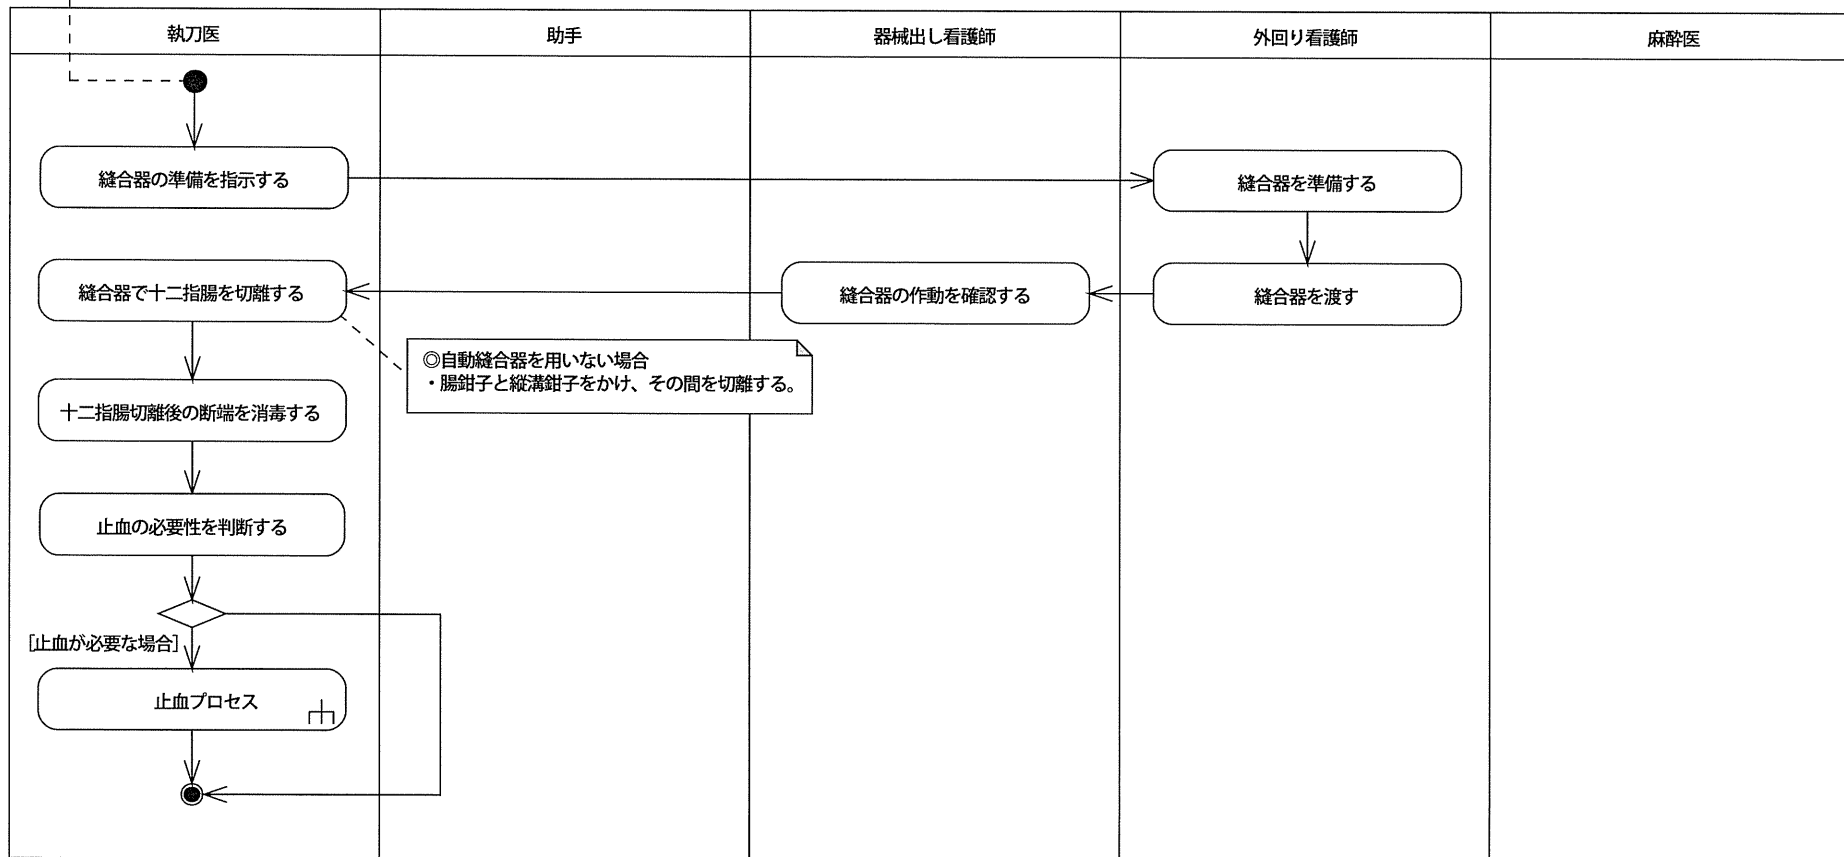 執刀医
助手
器械出し看護師
外回り看護師
麻酔医
縫合器の準備を指示する
縫合器を準備する
縫合器で十二指腸を切離する
縫合器の作動を確認する
縫合器を渡す
◎自動縫合器を用いない場合
・腸鉗子と縦溝鉗子をかけ、その間を切離する。
十二指腸切離後の断端を消毒する
止血の必要性を判断する
[止血が必要な場合]
止血プロセス